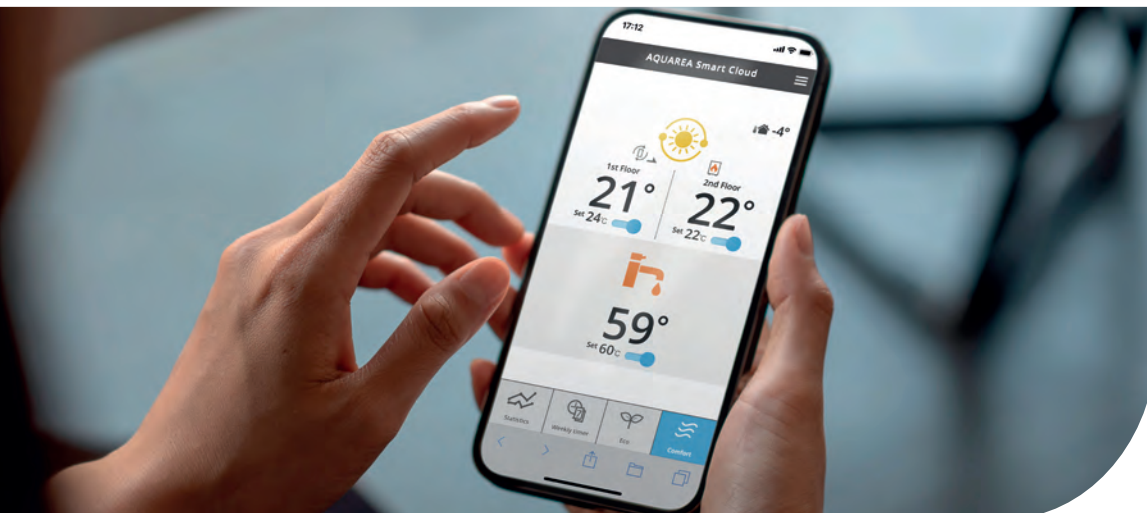 17:12
AQUAREA Smart Cloud
-4°
1st Floor
21°
Set 24°C
2nd Floor
22°
Set 22°C
59°
Set 60°C
Statistics
Weekly timer
Eco
Comfort